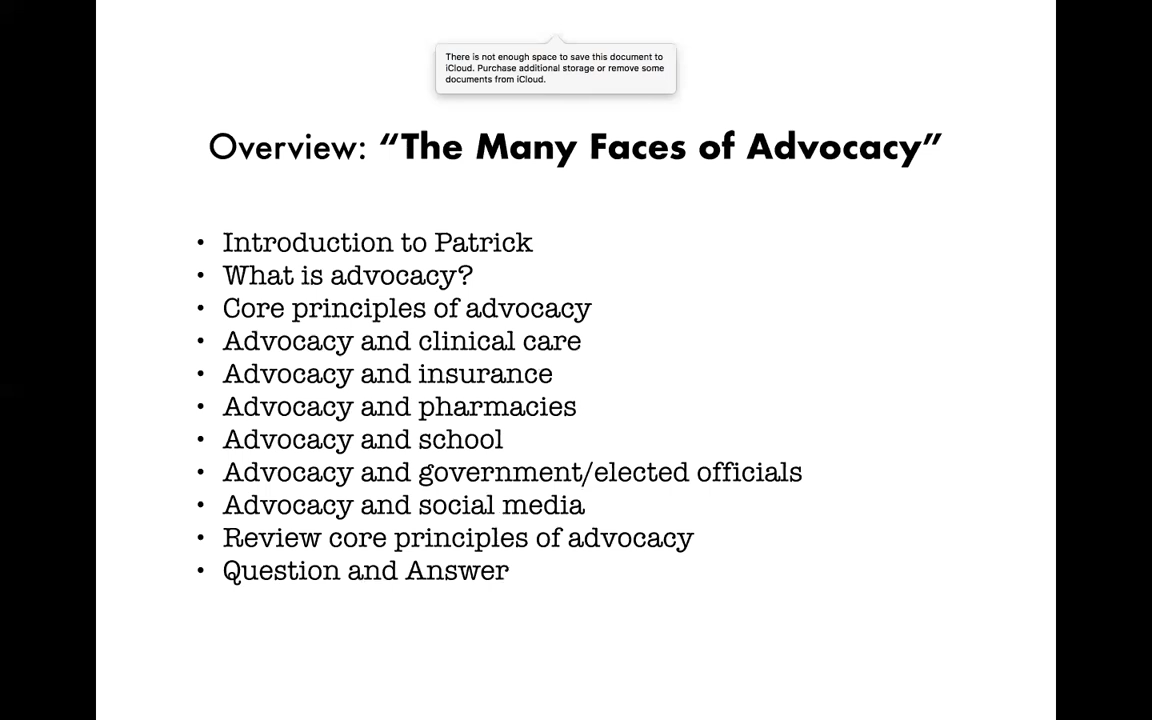 There is not enough space to save this document to
iCloud. Purchase additional storage or remove some
documents from iCloud.
Overview: “The Many Faces of Advocacy”
• Introduction to Patrick
• What is advocacy?
• Core principles of advocacy
• Advocacy and clinical care
• Advocacy and insurance
• Advocacy and pharmacies
• Advocacy and school
• Advocacy and government/elected officials
• Advocacy and social media
• Review core principles of advocacy
• Question and Answer